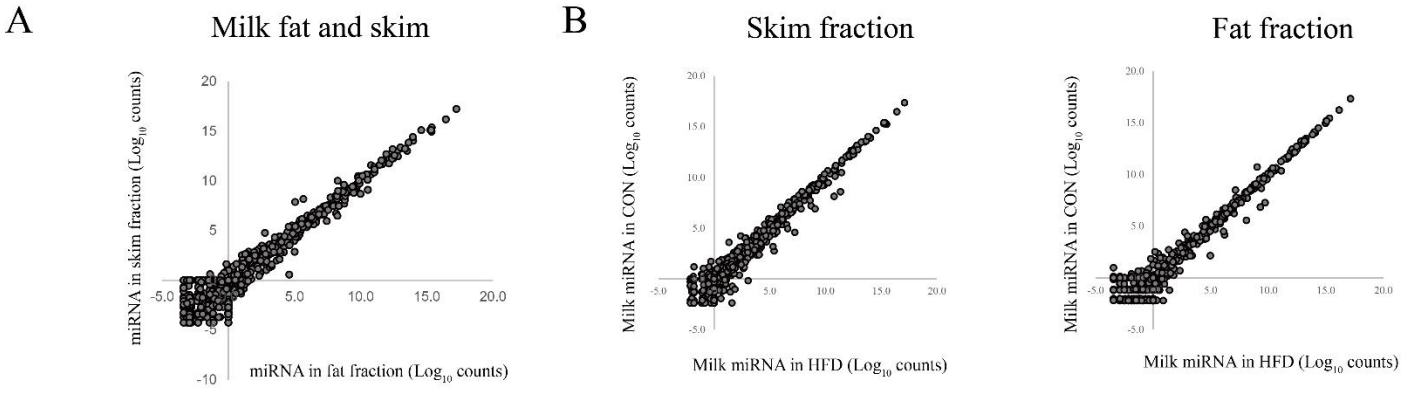 A
Milk fat and skim
20
15
10
5
-5.0 5.0 10.0 15.0 20.0
-5
-10
miRNA in skim fraction (Log10 counts)
miRNA in fat fraction (Log10 counts)
B
Skim fraction
20.0
15.0
10.0
5.0
-5.0 5.0 10.0 15.0 20.0
-5.0
Milk miRNA in CON (Log10 counts)
Milk miRNA in HFD (Log10 counts)
Fat fraction
20.0
15.0
10.0
5.0
-5.0 5.0 10.0 15.0 20.0
-5.0
Milk miRNA in CON (Log10 counts)
Milk miRNA in HFD (Log10 counts)